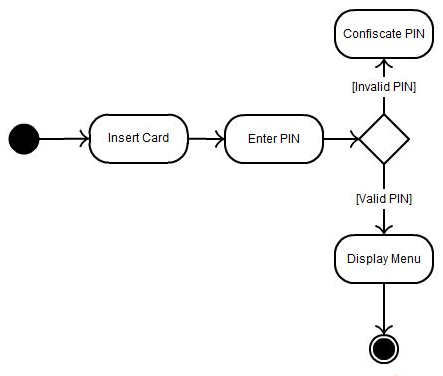 Confiscate PIN
[Invalid PIN]
Insert Card
Enter PIN
[Valid PIN]
Display Menu